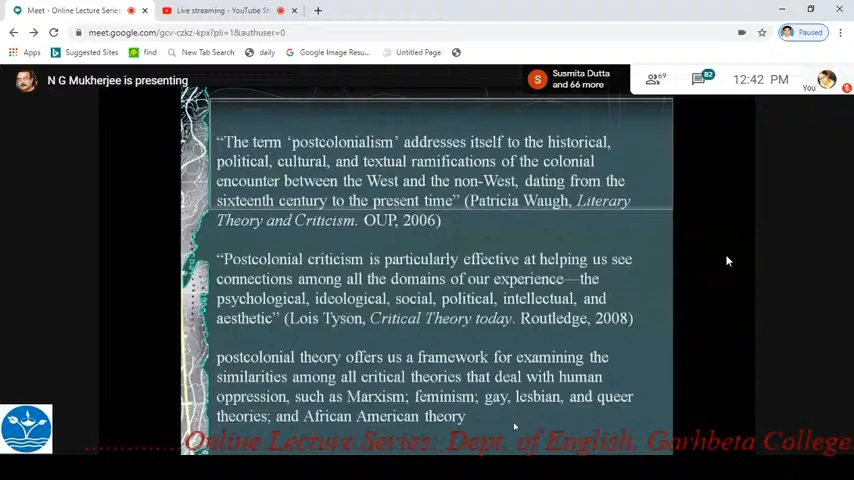 Meet - Online Lecture Series:
Live streaming - YouTube St
meet.google.com/gcv-czkz-kpx?pli=1&authuser=0
Paused
Apps
Suggested Sites
find
New Tab Search
daily
Google Image Resu...
Untitled Page
N G Mukherjee is presenting
S
Susmita Dutta
and 66 more
69
82
12:42 PM
You
“The term ‘postcolonialism’ addresses itself to the historical,
political, cultural, and textual ramifications of the colonial
encounter between the West and the non-West, dating from the
sixteenth century to the present time” (Patricia Waugh, Literary
Theory and Criticism. OUP, 2006)
“Postcolonial criticism is particularly effective at helping us see
connections among all the domains of our experience—the
psychological, ideological, social, political, intellectual, and
aesthetic” (Lois Tyson, Critical Theory today. Routledge, 2008)
postcolonial theory offers us a framework for examining the
similarities among all critical theories that deal with human
oppression, such as Marxism; feminism; gay, lesbian, and queer
theories; and African American theory
............Online Lecture Series: Dept. of English. Garhbeta College.